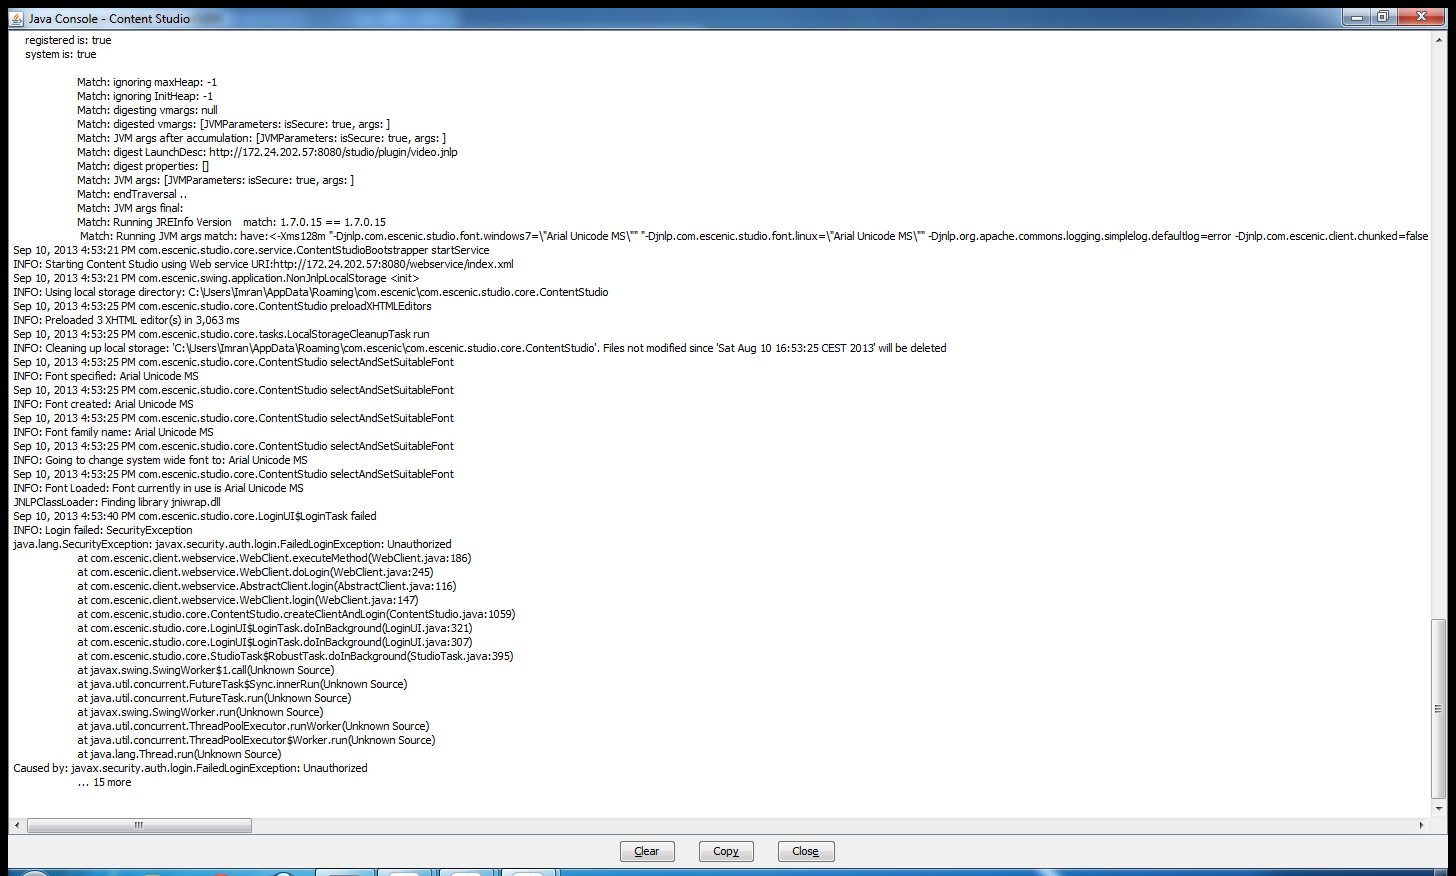 Java Console - Content Studio
registered is: true
system is: true
Match: ignoring maxHeap: -1
Match: ignoring InitHeap: -1
Match: digesting vmargs: null
Match: digested vmargs: [JVMParameters: isSecure: true, args: ]
Match: JVM args after accumulation: [JVMParameters: isSecure: true, args: ]
Match: digest LaunchDesc: http://172.24.202.57:8080/studio/plugin/video.jnlp
Match: digest properties: []
Match: JVM args: [JVMParameters: isSecure: true, args: ]
Match: endTraversal ..
Match: JVM args final:
Match: Running JREInfo Version    match: 1.7.0.15 == 1.7.0.15
Match: Running JVM args match: have:<-Xms128m "-Djnlp.com.escenic.studio.font.windows7=\"Arial Unicode MS\"" "-Djnlp.com.escenic.studio.font.linux=\"Arial Unicode MS\"" -Djnlp.org.apache.commons.logging.simplelog.defaultlog=error -Djnlp.com.escenic.client.chunked=false
Sep 10, 2013 4:53:21 PM com.escenic.studio.core.service.ContentStudioBootstrapper startService
INFO: Starting Content Studio using Web service URI:http://172.24.202.57:8080/webservice/index.xml
Sep 10, 2013 4:53:21 PM com.escenic.swing.application.NonJnlpLocalStorage <init>
INFO: Using local storage directory: C:\Users\Imran\AppData\Roaming\com.escenic\com.escenic.studio.core.ContentStudio
Sep 10, 2013 4:53:25 PM com.escenic.studio.core.ContentStudio preloadXHTMLEditors
INFO: Preloaded 3 XHTML editor(s) in 3,063 ms
Sep 10, 2013 4:53:25 PM com.escenic.studio.core.tasks.LocalStorageCleanupTask run
INFO: Cleaning up local storage: 'C:\Users\Imran\AppData\Roaming\com.escenic\com.escenic.studio.core.ContentStudio'. Files not modified since 'Sat Aug 10 16:53:25 CEST 2013' will be deleted
Sep 10, 2013 4:53:25 PM com.escenic.studio.core.ContentStudio selectAndSetSuitableFont
INFO: Font specified: Arial Unicode MS
Sep 10, 2013 4:53:25 PM com.escenic.studio.core.ContentStudio selectAndSetSuitableFont
INFO: Font created: Arial Unicode MS
Sep 10, 2013 4:53:25 PM com.escenic.studio.core.ContentStudio selectAndSetSuitableFont
INFO: Font family name: Arial Unicode MS
Sep 10, 2013 4:53:25 PM com.escenic.studio.core.ContentStudio selectAndSetSuitableFont
INFO: Going to change system wide font to: Arial Unicode MS
Sep 10, 2013 4:53:25 PM com.escenic.studio.core.ContentStudio selectAndSetSuitableFont
INFO: Font Loaded: Font currently in use is Arial Unicode MS
JNLPClassLoader: Finding library jniwrap.dll
Sep 10, 2013 4:53:40 PM com.escenic.studio.core.LoginUI$LoginTask failed
INFO: Login failed: SecurityException
java.lang.SecurityException: javax.security.auth.login.FailedLoginException: Unauthorized
at com.escenic.client.webservice.WebClient.executeMethod(WebClient.java:186)
at com.escenic.client.webservice.WebClient.doLogin(WebClient.java:245)
at com.escenic.client.webservice.AbstractClient.login(AbstractClient.java:116)
at com.escenic.client.webservice.WebClient.login(WebClient.java:147)
at com.escenic.studio.core.ContentStudio.createClientAndLogin(ContentStudio.java:1059)
at com.escenic.studio.core.LoginUI$LoginTask.doInBackground(LoginUI.java:321)
at com.escenic.studio.core.LoginUI$LoginTask.doInBackground(LoginUI.java:307)
at com.escenic.studio.core.StudioTask$RobustTask.doInBackground(StudioTask.java:395)
at javax.swing.SwingWorker$1.call(Unknown Source)
at java.util.concurrent.FutureTask$Sync.innerRun(Unknown Source)
at java.util.concurrent.FutureTask.run(Unknown Source)
at javax.swing.SwingWorker.run(Unknown Source)
at java.util.concurrent.ThreadPoolExecutor.runWorker(Unknown Source)
at java.util.concurrent.ThreadPoolExecutor$Worker.run(Unknown Source)
at java.lang.Thread.run(Unknown Source)
Caused by: javax.security.auth.login.FailedLoginException: Unauthorized
... 15 more
Clear Copy Close